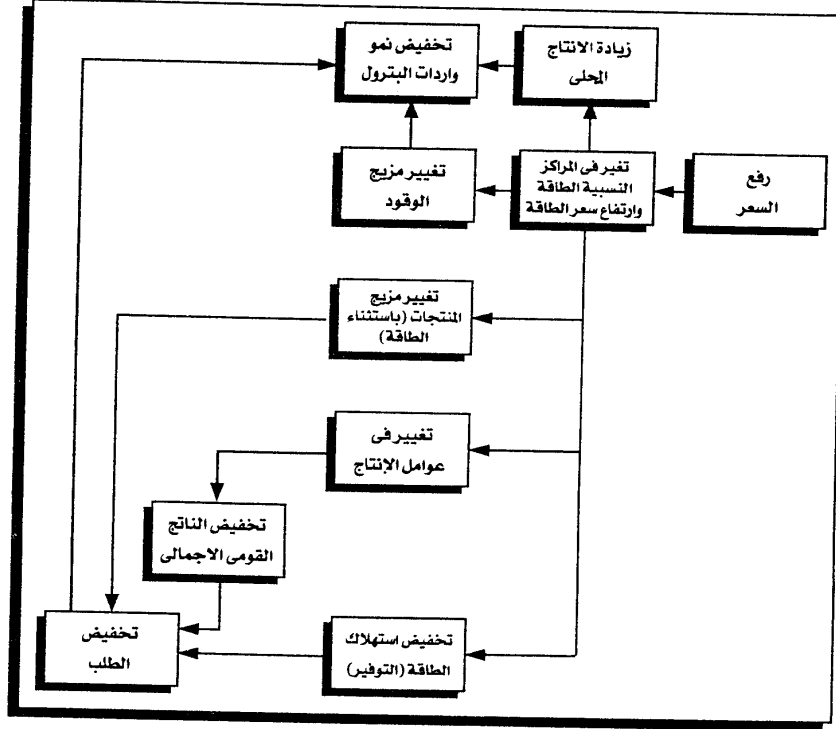 زيادة الانتاج
المحلى
تخفيض نمو
واردات البترول
رفع
السعر
تغير فى المراكز
النسبية الطاقة
وارتفاع سعر الطاقة
تغيير مزيج
الوقود
تغيير مزيج
المنتجات (باستثناء
الطاقة)
تغيير فى
عوامل الإنتاج
تخفيض الناتج
القومى الاجمالى
تخفيض استهلاك
الطاقة (التوفير)
تخفيض
الطلب